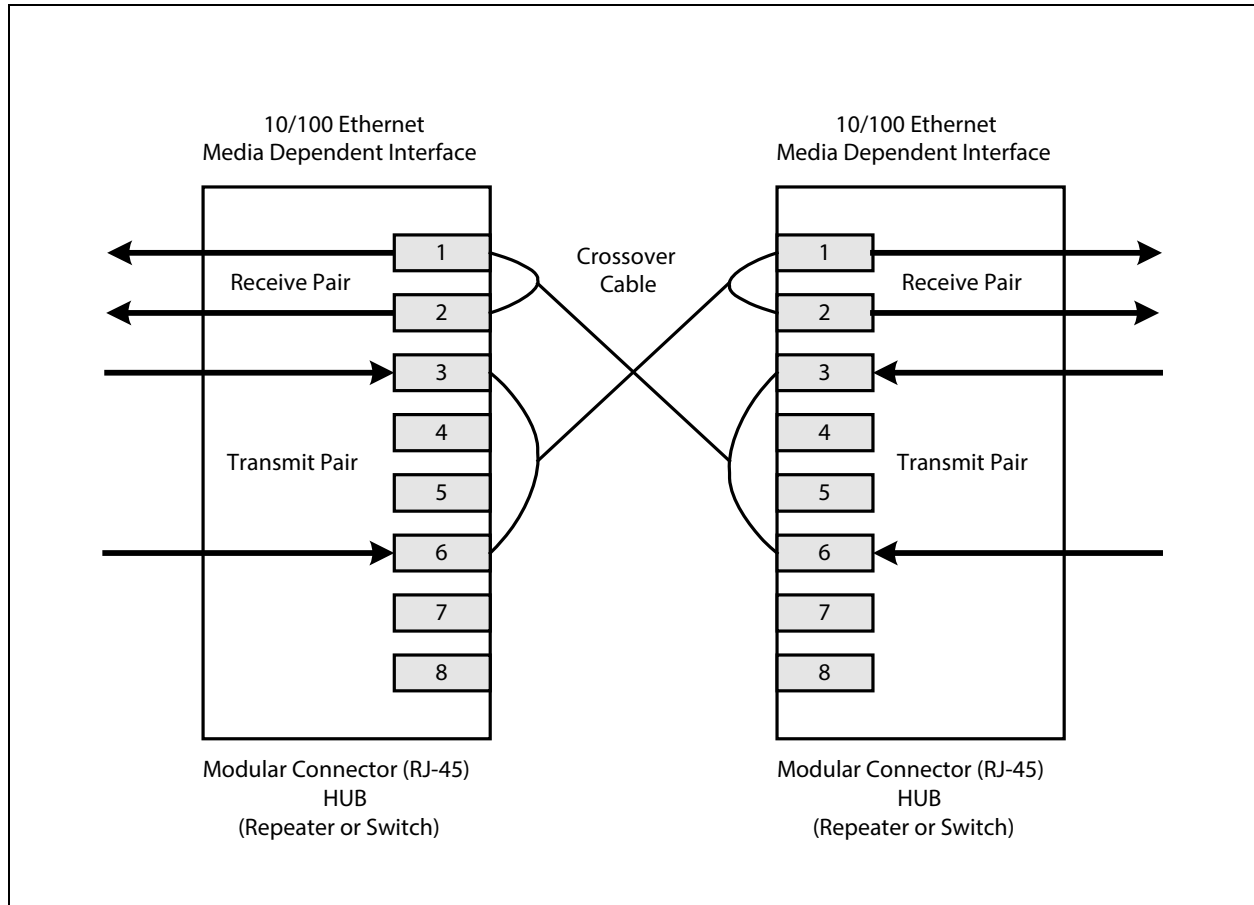 10/100 Ethernet
Media Dependent Interface
10/100 Ethernet
Media Dependent Interface
1
Receive Pair
2
3
4
Transmit Pair
5
6
7
8
Crossover
Cable
1
Receive Pair
2
3
4
Transmit Pair
5
6
7
8
Modular Connector (RJ-45)
HUB
(Repeater or Switch)
Modular Connector (RJ-45)
HUB
(Repeater or Switch)